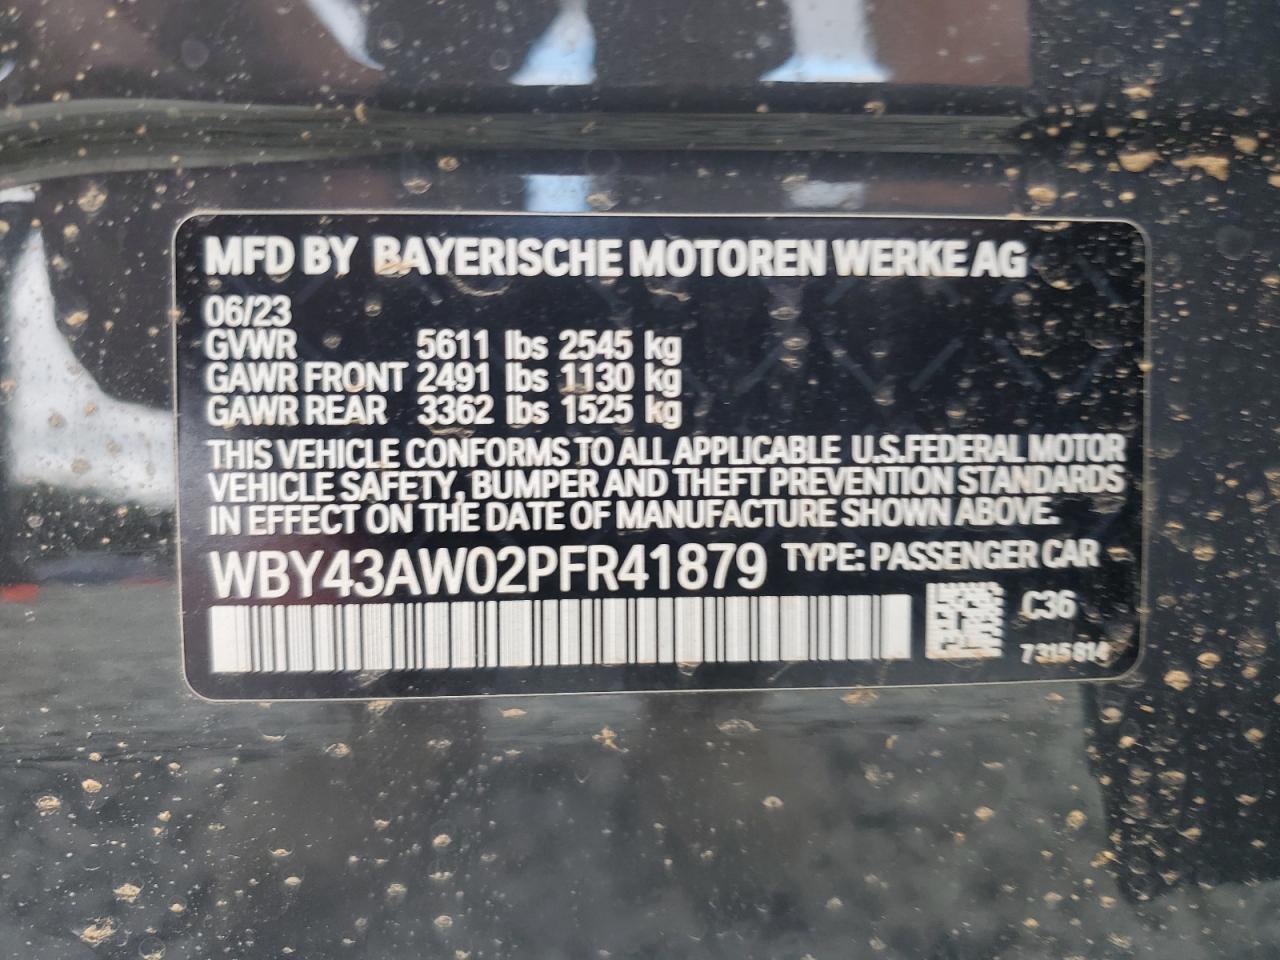 MFD BY BAYERISCHE MOTOREN WERKE AG
06/23
GVWR 5611 lbs 2545 kg
GAWR FRONT 2491 lbs 1130 kg
GAWR REAR 3362 lbs 1525 kg
THIS VEHICLE CONFORMS TO ALL APPLICABLE U.S.FEDERAL MOTOR
VEHICLE SAFETY, BUMPER AND THEFT PREVENTION STANDARDS
IN EFFECT ON THE DATE OF MANUFACTURE SHOWN ABOVE.
WBY43AW02PFR41879 TYPE: PASSENGER CAR
C36
7315814